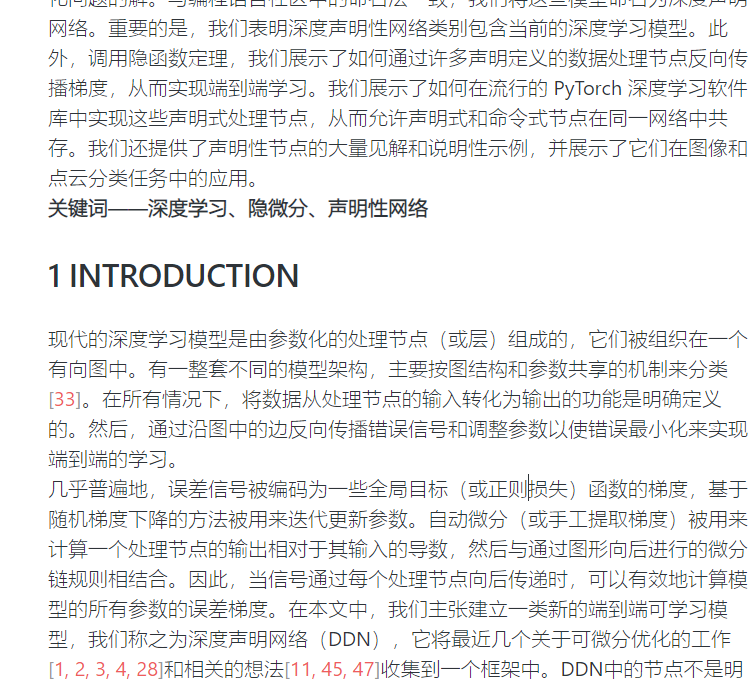 网络。重要的是，我们表明深度声明性网络类别包含当前的深度学习模型。此
外，调用隐函数定理，我们展示了如何通过许多声明定义的数据处理节点反向传
播梯度，从而实现端到端学习。我们展示了如何在流行的 PyTorch 深度学习软件
库中实现这些声明式处理节点，从而允许声明式和命令式节点在同一网络中共
存。我们还提供了声明性节点的大量见解和说明性示例，并展示了它们在图像和
点云分类任务中的应用。
关键词——深度学习、隐微分、声明性网络
1 INTRODUCTION
现代的深度学习模型是由参数化的处理节点（或层）组成的，它们被组织在一个
有向图中。有一整套不同的模型架构，主要按图结构和参数共享的机制来分类
[33]。在所有情况下，将数据从处理节点的输入转化为输出的功能是明确定义
的。然后，通过沿图中的边反向传播错误信号和调整参数以使错误最小化来实现
端到端的学习。
几乎普遍地，误差信号被编码为一些全局目标（或正则损失）函数的梯度，基于
随机梯度下降的方法被用来迭代更新参数。自动微分（或手工提取梯度）被用来
计算一个处理节点的输出相对于其输入的导数，然后与通过图形向后进行的微分
链规则相结合。因此，当信号通过每个处理节点向后传递时，可以有效地计算模
型的所有参数的误差梯度。在本文中，我们主张建立一类新的端到端可学习模
型，我们称之为深度声明网络（DDN），它将最近几个关于可微分优化的工作
[1, 2, 3, 4, 28]和相关的想法[11, 45, 47]收集到一个框架中。DDN中的节点不是明